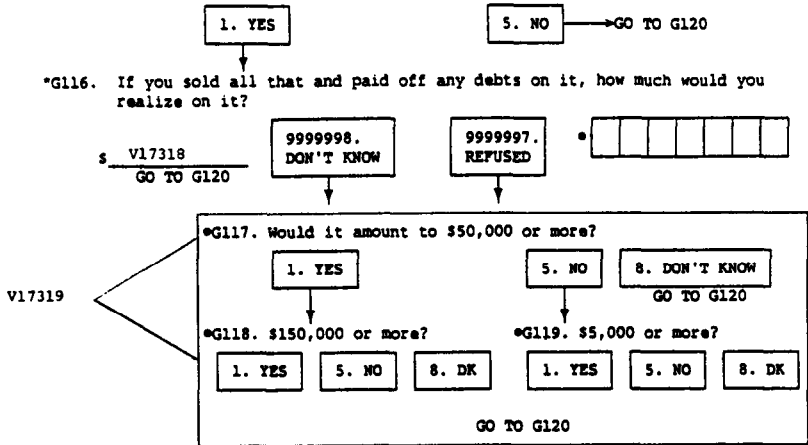 1. YES 5. NO GO TO G120
*G116. If you sold all that and paid off any debts on it, how much would you
realize on it?
9999998. 9999997.
$ V17318 DON'T KNOW REFUSED
GO TO G120
G117. Would it amount to $50,000 or more?
1. YES 5. NO 8. DON'T KNOW
V17319 GO TO G120
G118. $150,000 or more? G119. $5,000 or more?
1. YES 5. NO 8. DK 1. YES 5. NO 8. DK
GO TO G120